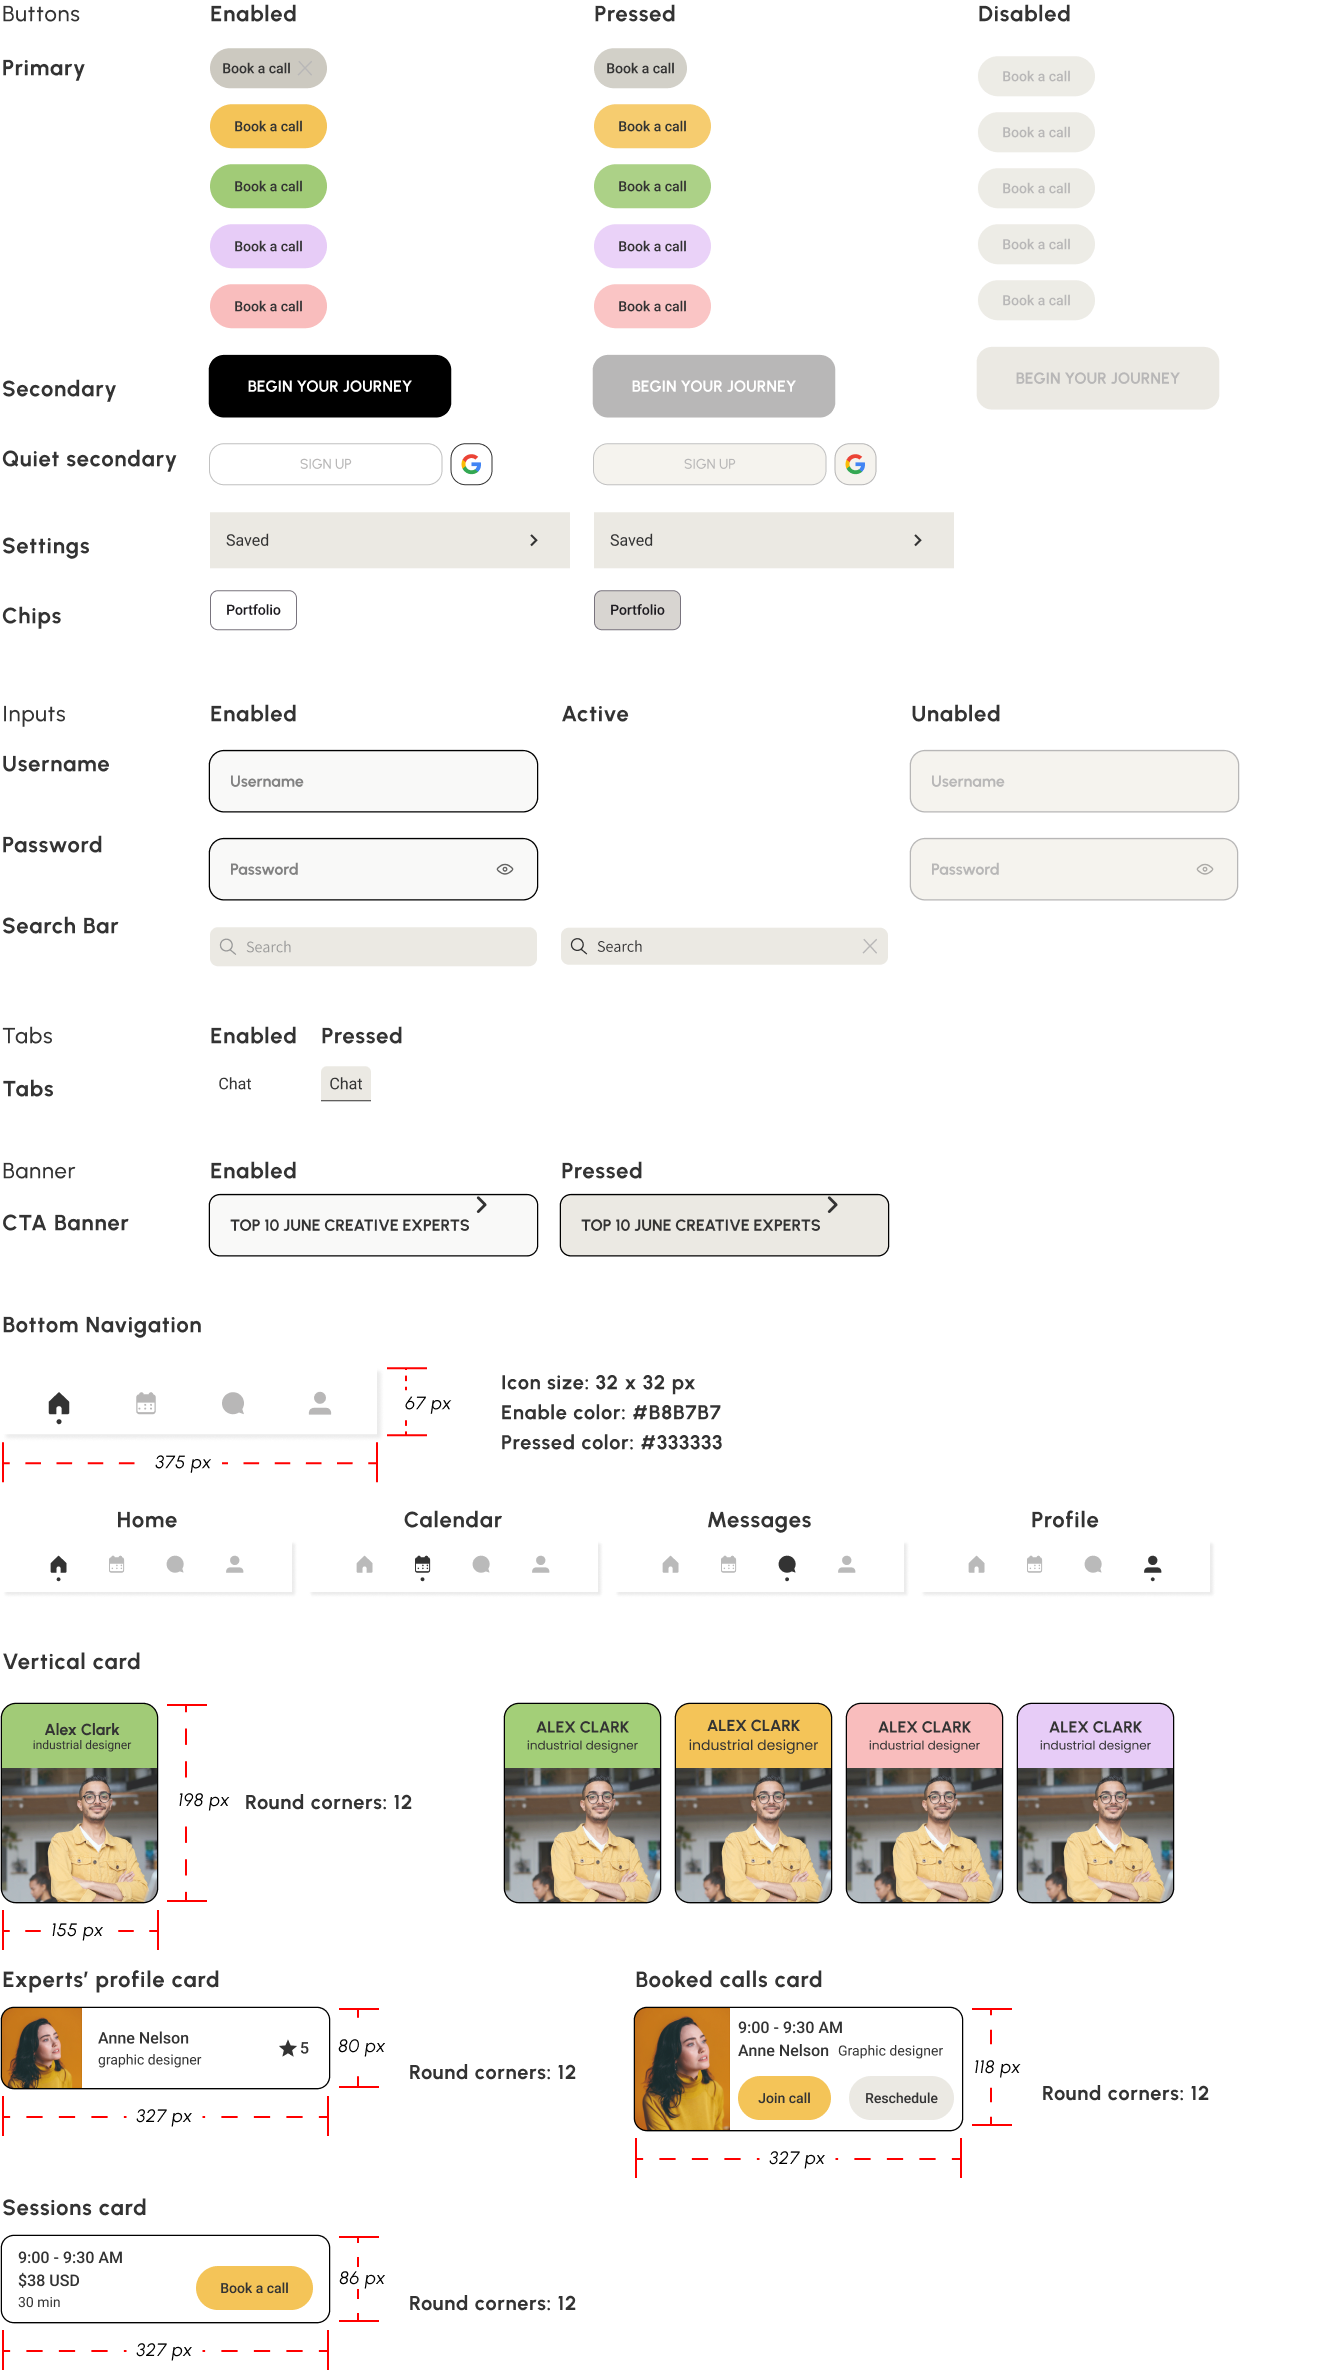 Buttons Enabled Pressed Disabled
Primary Book a call Book a call Book a call
Book a call Book a call Book a call
Book a call Book a call Book a call
Book a call Book a call Book a call
Book a call Book a call Book a call
Secondary BEGIN YOUR JOURNEY BEGIN YOUR JOURNEY BEGIN YOUR JOURNEY
Quiet secondary SIGN UP SIGN UP
Settings Saved Saved
Chips Portfolio Portfolio
Inputs Enabled Active Unabled
Username Username Username
Password Password Password
Search Bar Search Search
Tabs Enabled Pressed
Tabs Chat Chat
Banner Enabled Pressed
CTA Banner TOP 10 JUNE CREATIVE EXPERTS TOP 10 JUNE CREATIVE EXPERTS
Bottom Navigation
67 px
375 px
Icon size: 32 x 32 px
Enable color: #B8B7B7
Pressed color: #333333
Home Calendar Messages Profile
Vertical card
Alex Clark
industrial designer
198 px
Round corners: 12
155 px
ALEX CLARK
industrial designer
ALEX CLARK
industrial designer
ALEX CLARK
industrial designer
ALEX CLARK
industrial designer
Experts’ profile card
Anne Nelson
graphic designer
5
80 px
Round corners: 12
327 px
Booked calls card
9:00 - 9:30 AM
Anne Nelson Graphic designer
Join call Reschedule
118 px
Round corners: 12
327 px
Sessions card
9:00 - 9:30 AM
$38 USD
30 min
Book a call
86 px
Round corners: 12
327 px